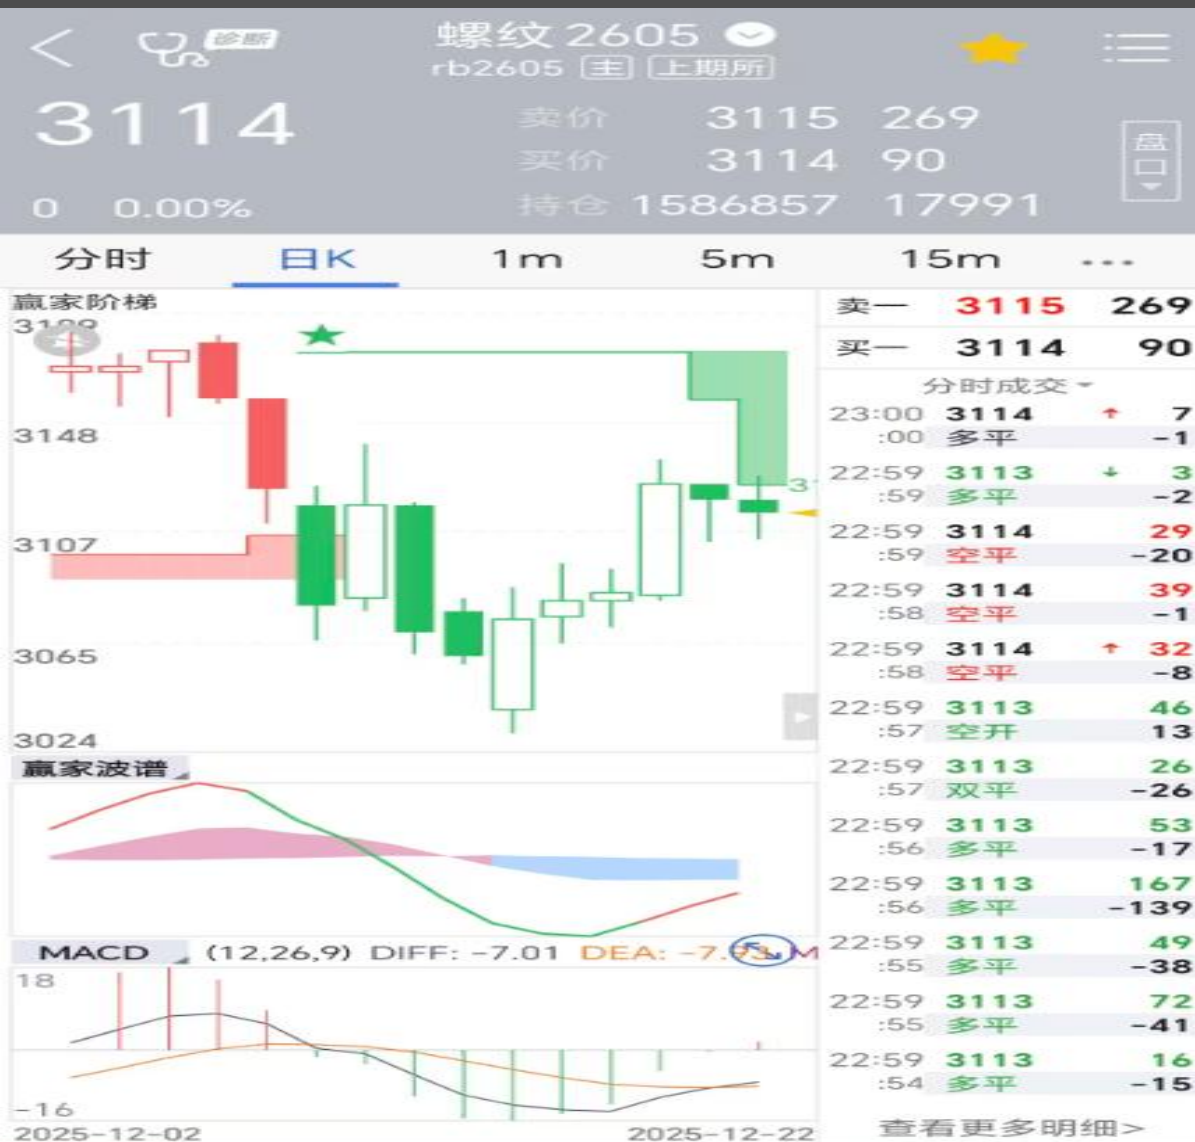 诊断
螺纹 2605
rb2605 主 上期所
3114
卖价 3115 269
买价 3114 90
盘口
0 0.00%
持仓 1586857 17991
分时 日K 1m 5m 15m ...
赢家阶梯
卖一 3115 269
买一 3114 90
分时成交
3148
3107
3065
3024
23:00 3114 ↑ 7
:00 多平 -1
22:59 3113 ↓ 3
:59 多平 -2
22:59 3114 29
:59 空平 -20
22:59 3114 39
:58 空平 -1
22:59 3114 ↑ 32
:58 空平 -8
22:59 3113 46
:57 空开 13
22:59 3113 26
:57 双平 -26
22:59 3113 53
:56 多平 -17
22:59 3113 167
:56 多平 -139
22:59 3113 49
:55 多平 -38
22:59 3113 72
:55 多平 -41
22:59 3113 16
:54 多平 -15
查看更多明细>
赢家波谱
MACD (12,26,9) DIFF: -7.01 DEA: -7.93 M
18
-16
2025-12-02 2025-12-22